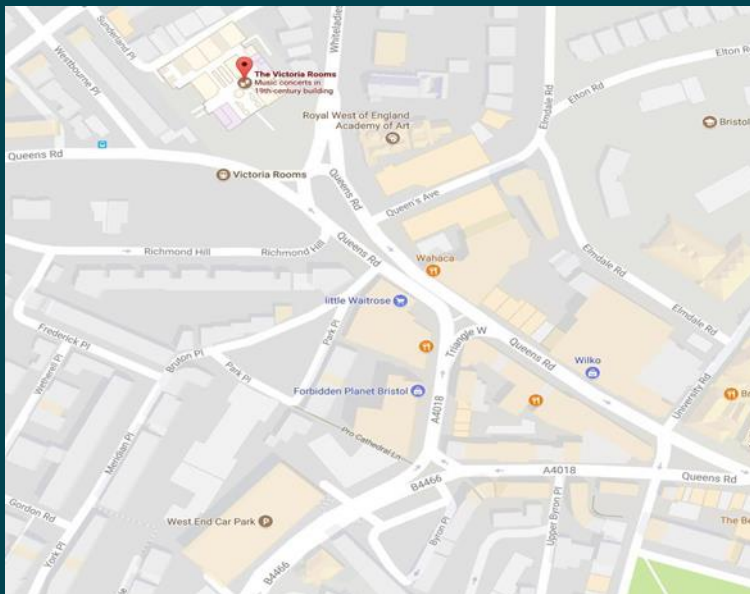 Sunderland Pl
Westbourne Pl
Whiteladies
The Victoria Rooms
Music concerts in
19th-century building
Royal West of England
Academy of Art
Elmdale Rd
Elton Rd
Elton Rd
Bristol
Queens Rd
Victoria Rooms
Queens Rd
Queen's Ave
Richmond Hill
Richmond Hill
Queens Rd
Wahaca
Elmdale Rd
Elmdale Rd
little Waitrose
Park Pl
Triangle W
Queens Rd
Wilko
Frederick Pl
Wetherell Pl
Bruton Pl
Park Pl
Forbidden Planet Bristol
A4018
University Rd
Meridian Pl
Pro Cathedral Ln
B4466
A4018
Queens Rd
Gordon Rd
York Pl
West End Car Park
Byron Pl
Upper Byron Pl
The Be
B4466